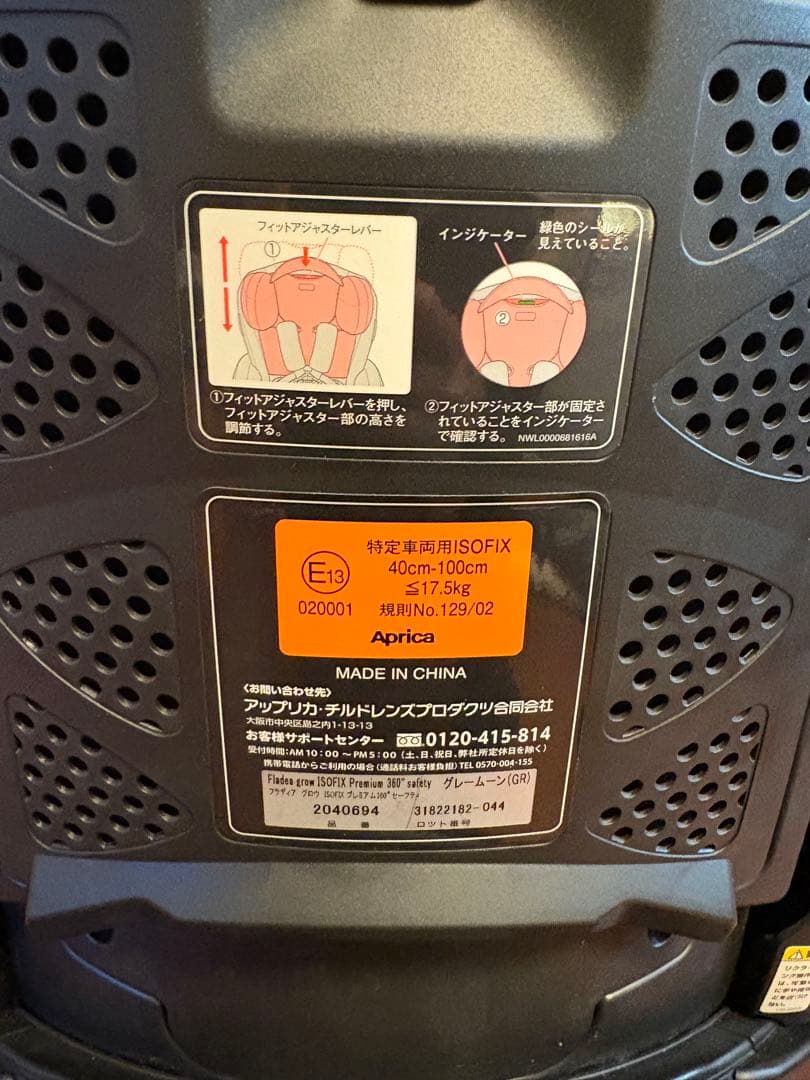 フィットアジャスターレバー
①
インジケーター
緑色のシールが
見えていること。
②
①フィットアジャスターレバーを押し、
フィットアジャスター部の高さを
調節する。
②フィットアジャスター部が固定さ
れていることをインジケーター
で確認する。 NWL0000681616A
特定車両用ISOFIX
E13
40cm-100cm
≦17.5kg
020001 規則No.129/02
Aprica
MADE IN CHINA
〈お問い合わせ先〉
アップリカ・チルドレンズプロダクツ合同会社
大阪市中央区島之内1-13-13
お客様サポートセンター 0120-415-814
受付時間:AM10:00〜PM5:00(土、日、祝日、弊社所定休日を除く)
携帯電話からご利用の場合(通話料お客様負担)TEL 0570-004-155
Fladea grow ISOFIX Premium 360° safety グレームーン(GR)
フラディア グロウ ISOFIX プレミアム360°セーフティ
2040694 31822182-044
品番 ロット番号